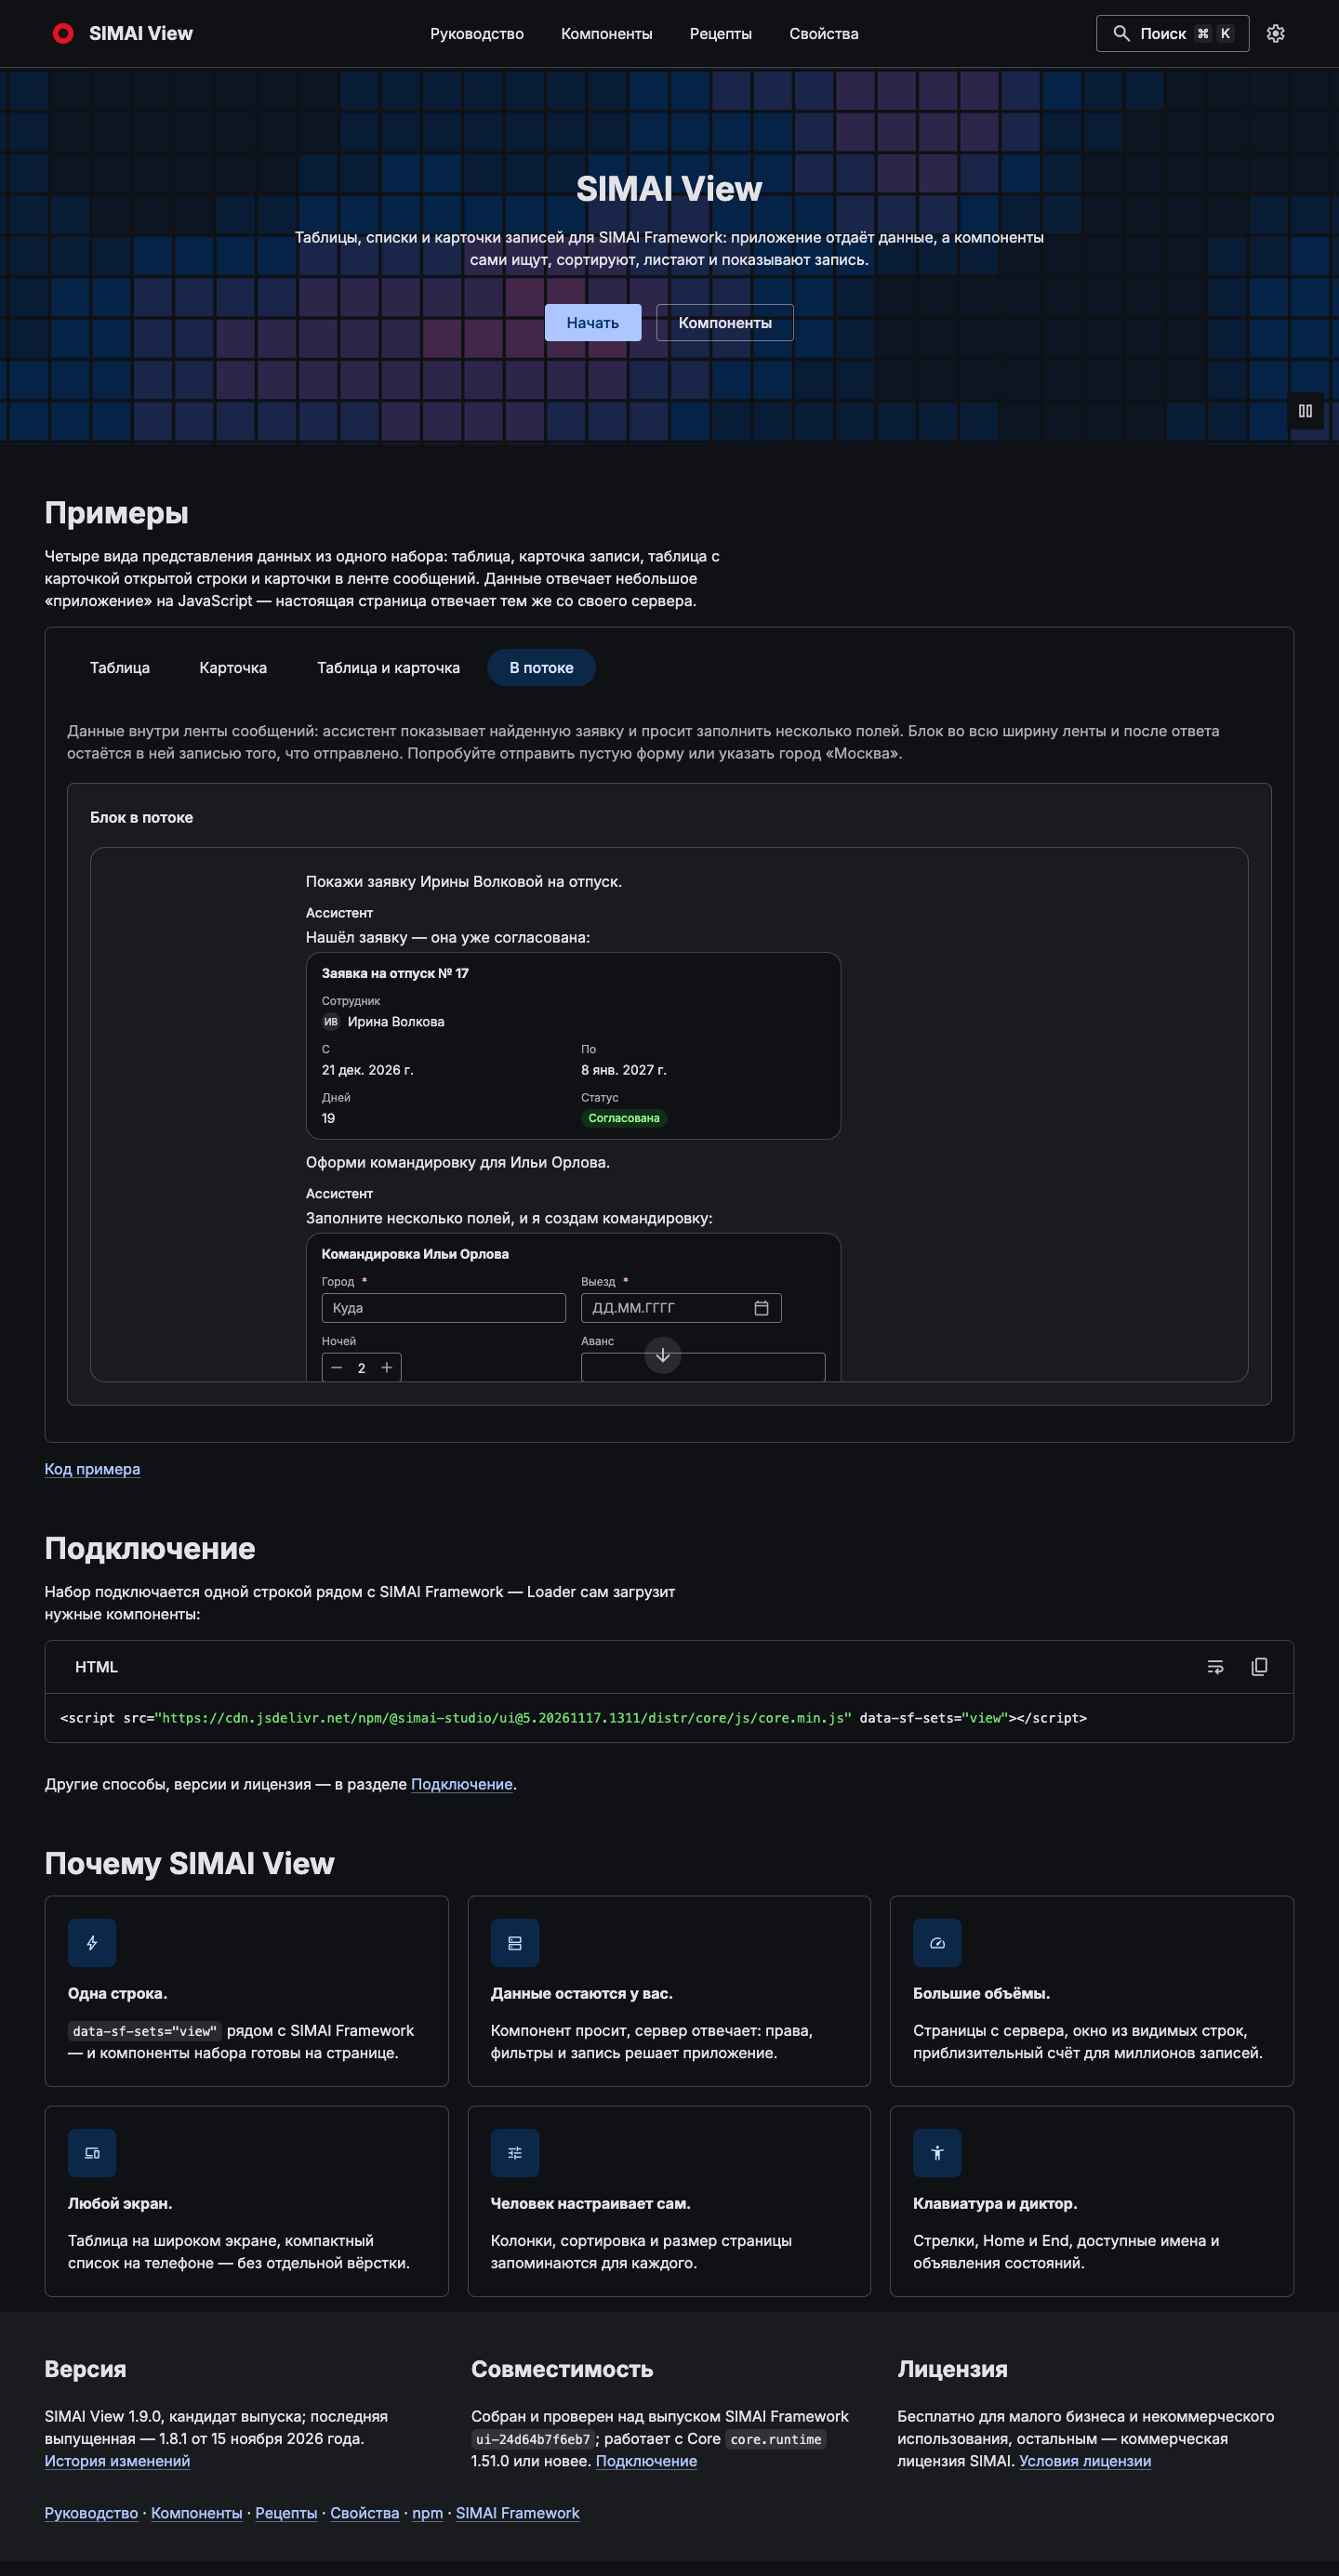 SIMAI View
Руководство
Компоненты
Рецепты
Свойства
Поиск ⌘ K
SIMAI View
Таблицы, списки и карточки записей для SIMAI Framework: приложение отдаёт данные, а компоненты
сами ищут, сортируют, листают и показывают запись.
Начать
Компоненты
Примеры
Четыре вида представления данных из одного набора: таблица, карточка записи, таблица с
карточкой открытой строки и карточки в ленте сообщений. Данные отвечает небольшое
«приложение» на JavaScript — настоящая страница отвечает тем же со своего сервера.
Таблица
Карточка
Таблица и карточка
В потоке
Данные внутри ленты сообщений: ассистент показывает найденную заявку и просит заполнить несколько полей. Блок во всю ширину ленты и после ответа
остаётся в ней записью того, что отправлено. Попробуйте отправить пустую форму или указать город «Москва».
Блок в потоке
Покажи заявку Ирины Волковой на отпуск.
Ассистент
Нашёл заявку — она уже согласована:
Заявка на отпуск № 17
Сотрудник
ИВ Ирина Волкова
С
По
21 дек. 2026 г.
8 янв. 2027 г.
Дней
Статус
19
Согласована
Оформи командировку для Ильи Орлова.
Ассистент
Заполните несколько полей, и я создам командировку:
Командировка Ильи Орлова
Город *
Выезд *
Куда
ДД.ММ.ГГГГ
Ночей
Аванс
2
Код примера
Подключение
Набор подключается одной строкой рядом с SIMAI Framework — Loader сам загрузит
нужные компоненты:
HTML
<script src="https://cdn.jsdelivr.net/npm/@simai-studio/ui@5.20261117.1311/distr/core/js/core.min.js" data-sf-sets="view"></script>
Другие способы, версии и лицензия — в разделе Подключение.
Почему SIMAI View
Одна строка.
data-sf-sets="view" рядом с SIMAI Framework
— и компоненты набора готовы на странице.
Данные остаются у вас.
Компонент просит, сервер отвечает: права,
фильтры и запись решает приложение.
Большие объёмы.
Страницы с сервера, окно из видимых строк,
приблизительный счёт для миллионов записей.
Любой экран.
Таблица на широком экране, компактный
список на телефоне — без отдельной вёрстки.
Человек настраивает сам.
Колонки, сортировка и размер страницы
запоминаются для каждого.
Клавиатура и диктор.
Стрелки, Home и End, доступные имена и
объявления состояний.
Версия
SIMAI View 1.9.0, кандидат выпуска; последняя
выпущенная — 1.8.1 от 15 ноября 2026 года.
История изменений
Совместимость
Собран и проверен над выпуском SIMAI Framework
ui-24d64b7f6eb7; работает с Core core.runtime
1.51.0 или новее. Подключение
Лицензия
Бесплатно для малого бизнеса и некоммерческого
использования, остальным — коммерческая
лицензия SIMAI. Условия лицензии
Руководство · Компоненты · Рецепты · Свойства · npm · SIMAI Framework